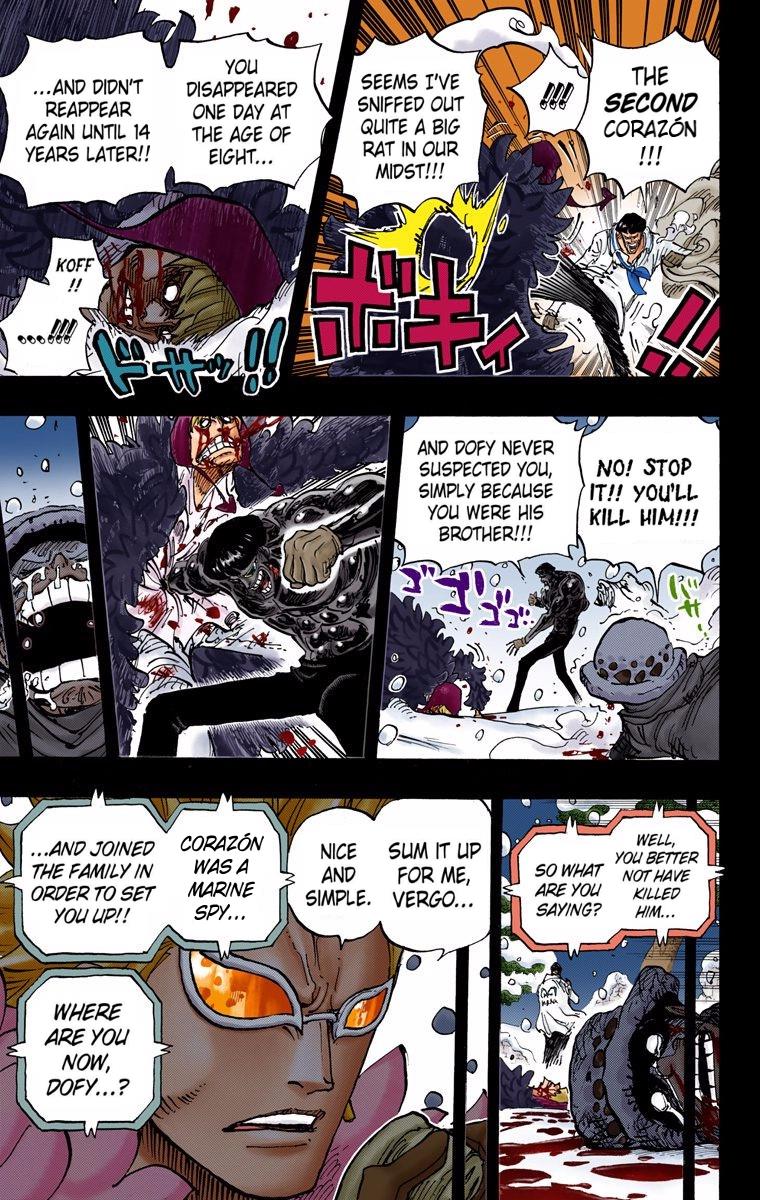 THE
SECOND
CORAZÓN
!!!
!!!
SEEMS I'VE
SNIFFED OUT
QUITE A BIG
RAT IN OUR
MIDST!!!
ボキィ
!!
YOU
DISAPPEARED
ONE DAY AT
THE AGE OF
EIGHT...
...AND DIDN'T
REAPPEAR
AGAIN UNTIL 14
YEARS LATER!!
KOFF
!!
...!!!
ドサッ!!
NO! STOP
IT!! YOU'LL
KILL HIM!!!
AND DOFY NEVER
SUSPECTED YOU,
SIMPLY BECAUSE
YOU WERE HIS
BROTHER!!!
WELL,
YOU BETTER
NOT HAVE
KILLED
HIM...
SO WHAT
ARE YOU
SAYING?
SUM IT UP
FOR ME,
VERGO...
NICE
AND
SIMPLE.
CORAZÓN
WAS A
MARINE
SPY...
...AND JOINED
THE FAMILY IN
ORDER TO SET
YOU UP!!
WHERE
ARE YOU
NOW,
DOFY...?